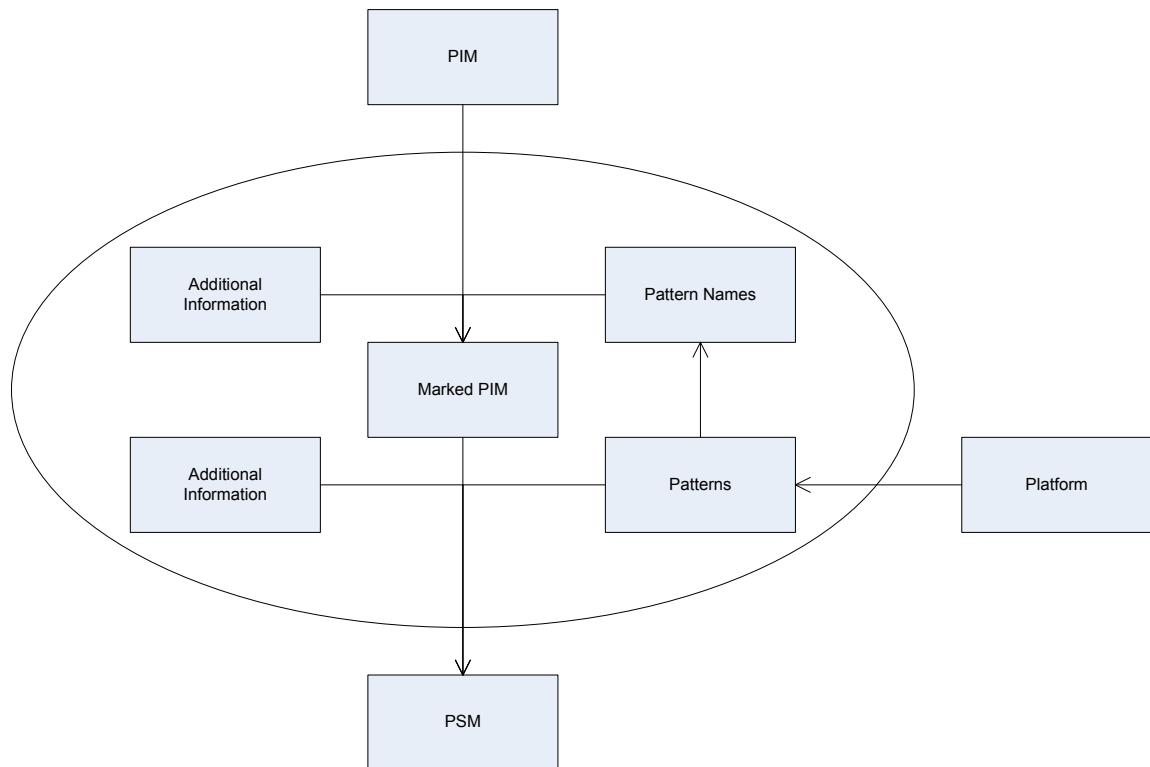 PIM
Additional
Information
Pattern Names
Marked PIM
Additional
Information
Patterns
Platform
PSM